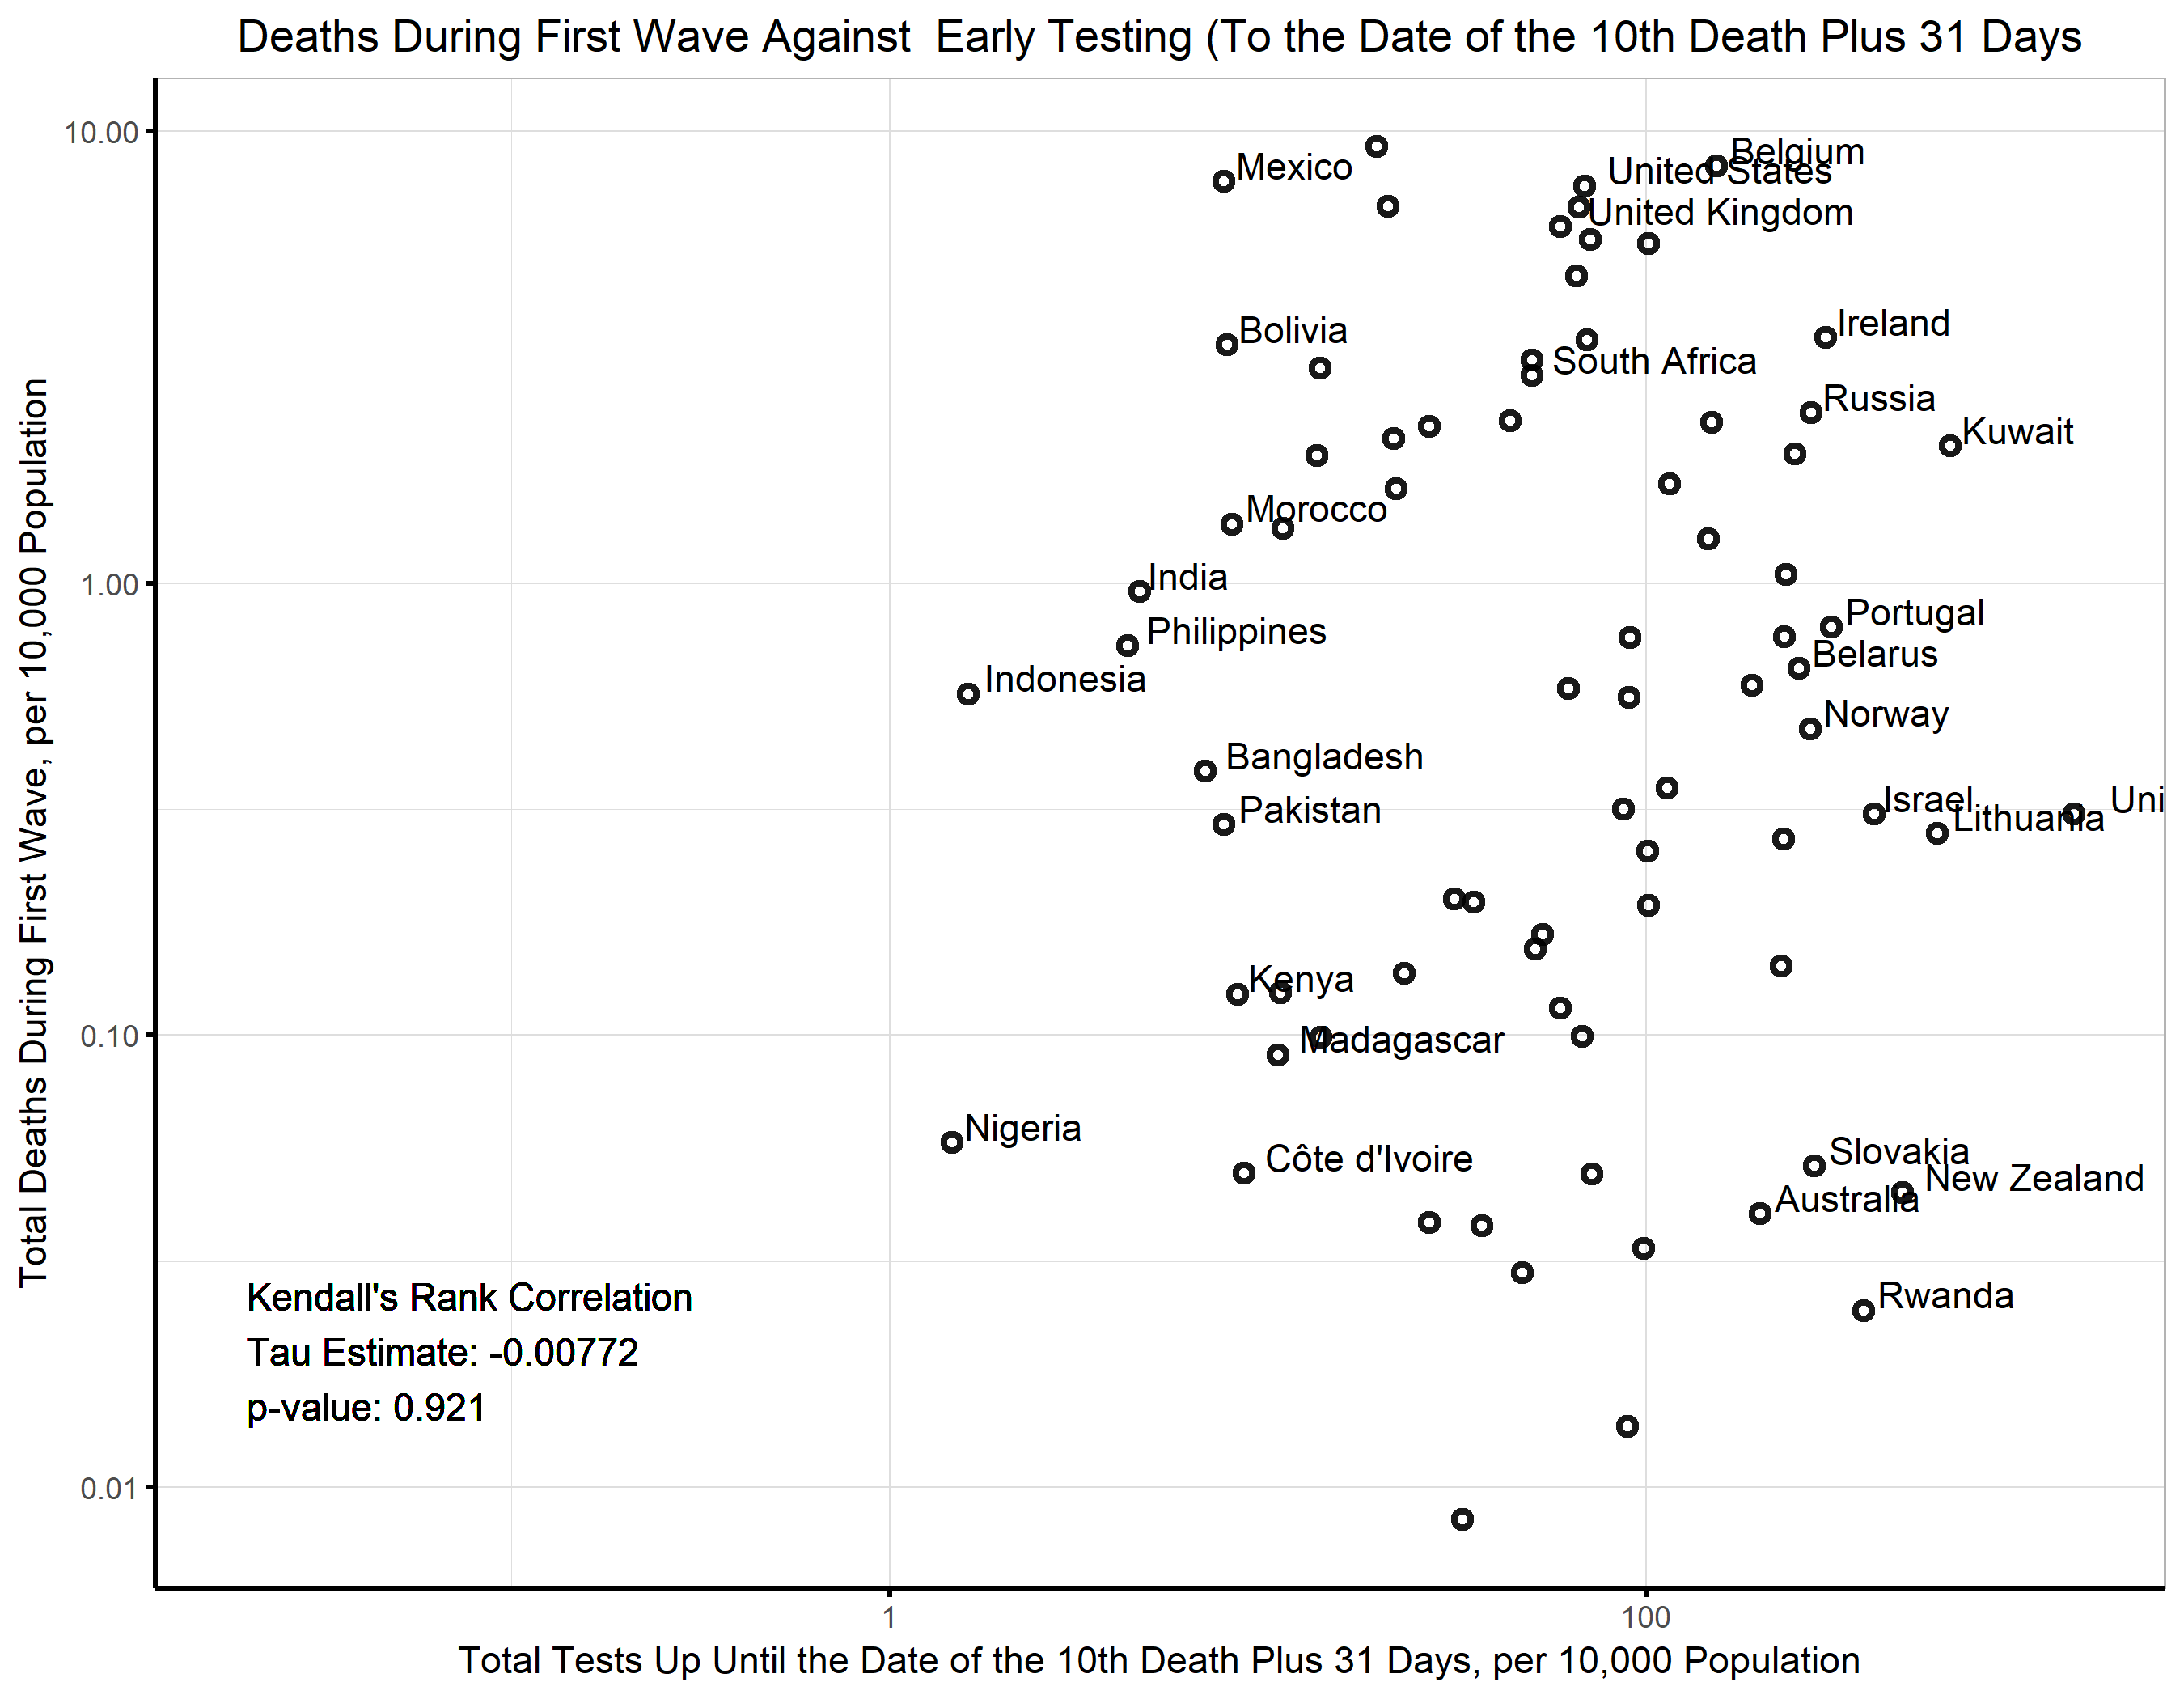 Deaths During First Wave Against  Early Testing (To the Date of the 10th Death Plus 31 Days
10.00
1.00
0.10
0.01
Total Deaths During First Wave, per 10,000 Population
Belgium
Mexico
United States
United Kingdom
Ireland
Bolivia
South Africa
Russia
Kuwait
Morocco
India
Portugal
Philippines
Belarus
Indonesia
Norway
Bangladesh
Israel
Uni
Pakistan
Lithuania
Kenya
Madagascar
Nigeria
Slovakia
Côte d'Ivoire
New Zealand
Australia
Rwanda
Kendall's Rank Correlation
Tau Estimate: -0.00772
p-value: 0.921
1
100
Total Tests Up Until the Date of the 10th Death Plus 31 Days, per 10,000 Population